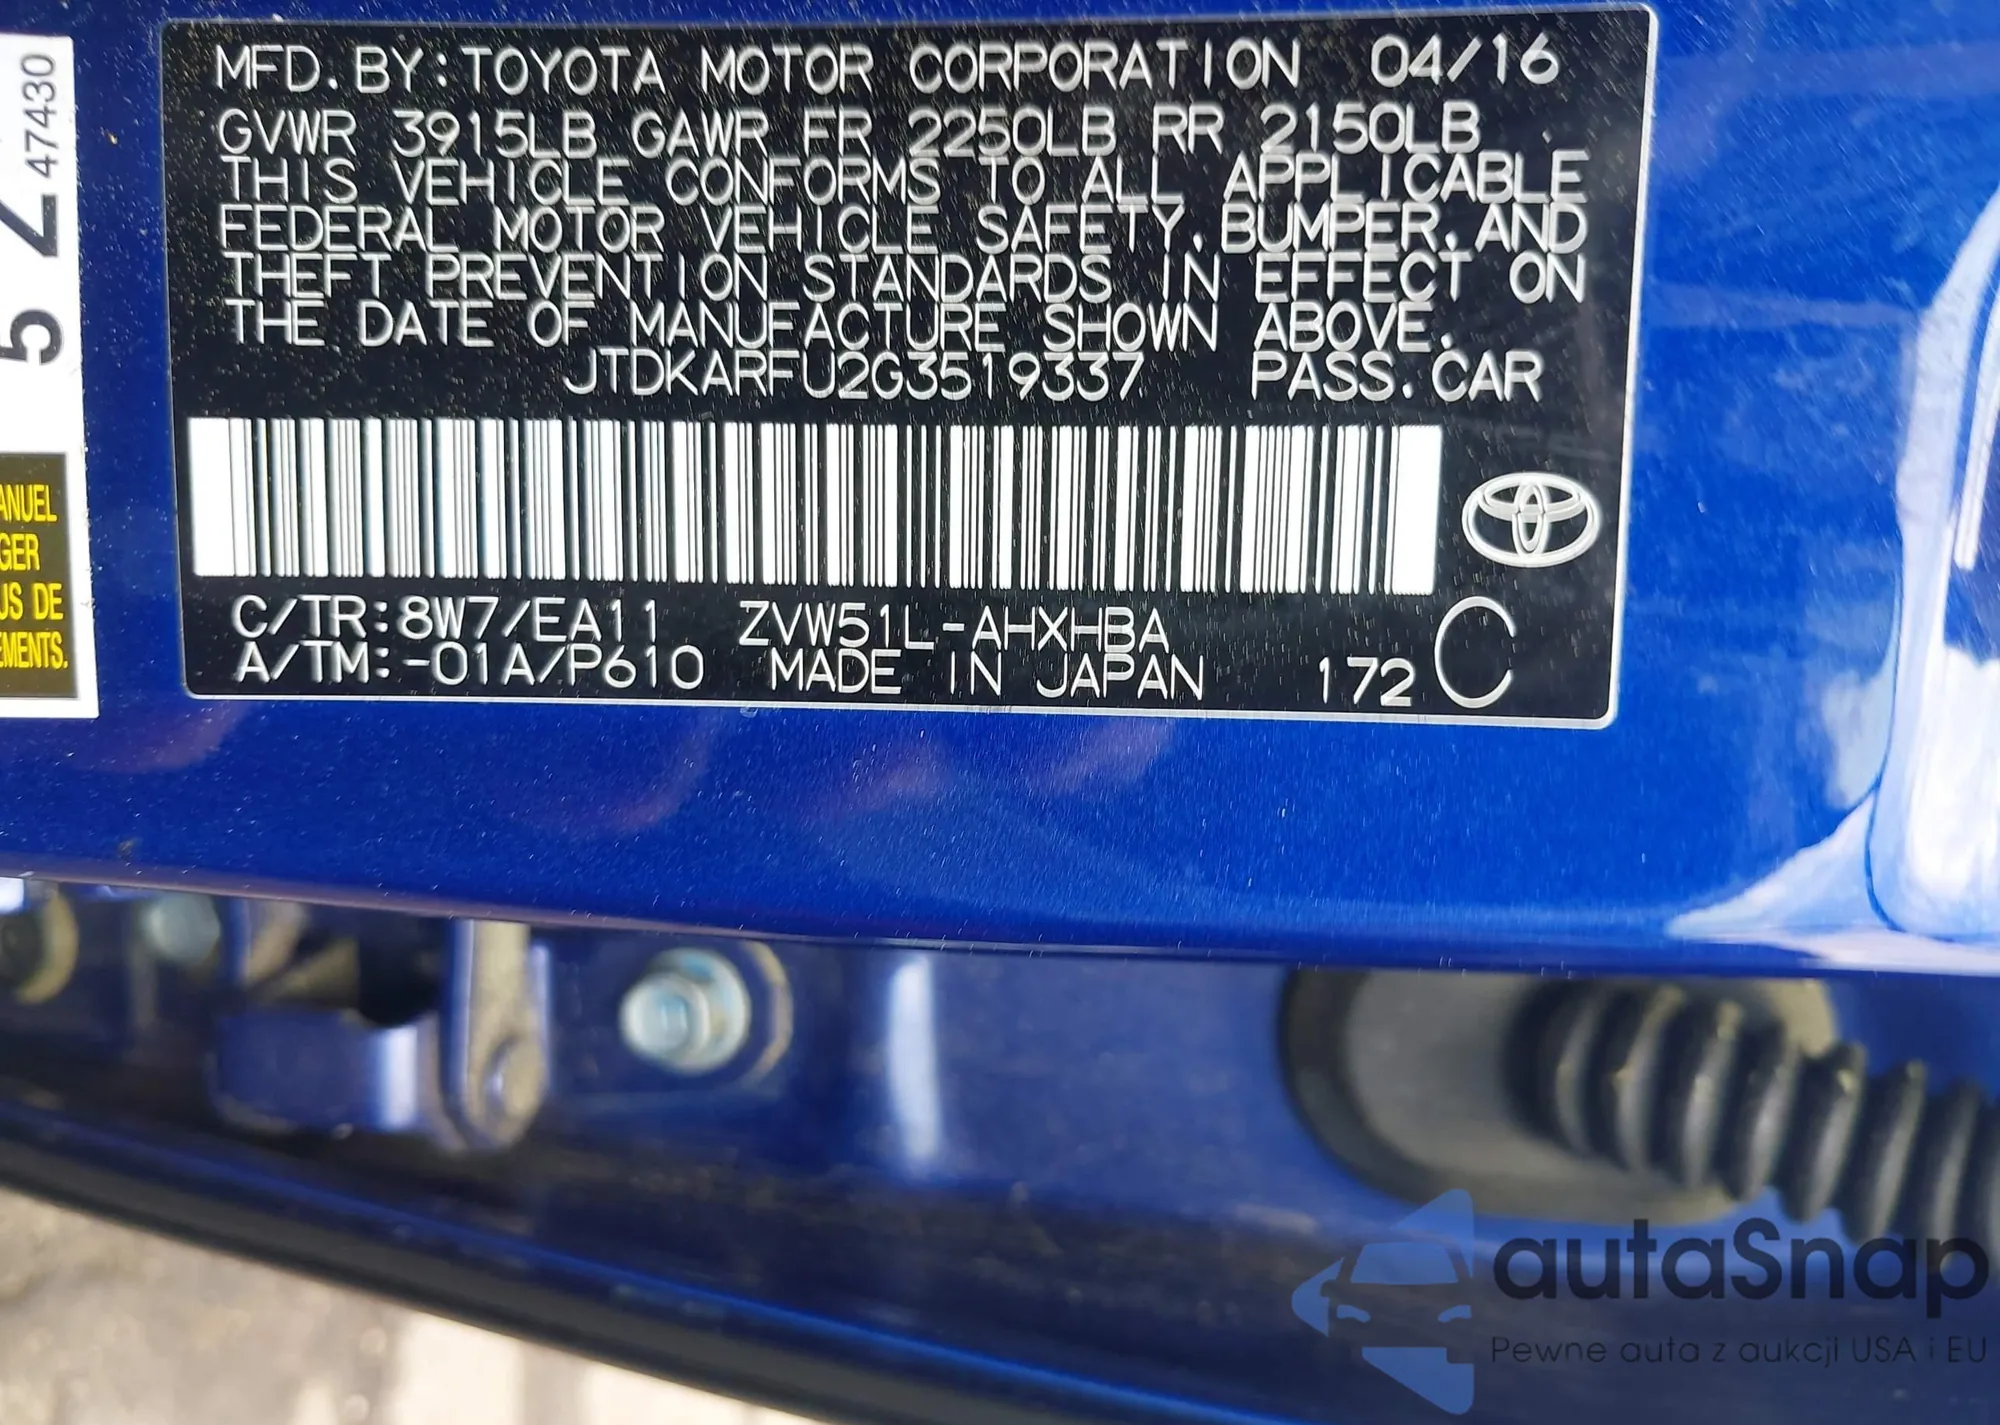 MFD. BY: TOYOTA MOTOR CORPORATION 04/16
GVWR 3915LB GAWR FR 2250LB RR 2150LB
THIS VEHICLE CONFORMS TO ALL APPLICABLE
FEDERAL MOTOR VEHICLE SAFETY, BUMPER, AND
THEFT PREVENTION STANDARDS IN EFFECT ON
THE DATE OF MANUFACTURE SHOWN ABOVE.
JTDKARFU2G3519337 PASS. CAR
C/TR:8W7/EA11 ZVW51L-AHXHBA
A/TM:-01A/P610 MADE IN JAPAN 172 C
47430
5 Z
ANUEL
GER
US DE
EMENTS.
autaSnap
Pewne auta z aukcji USA i EU